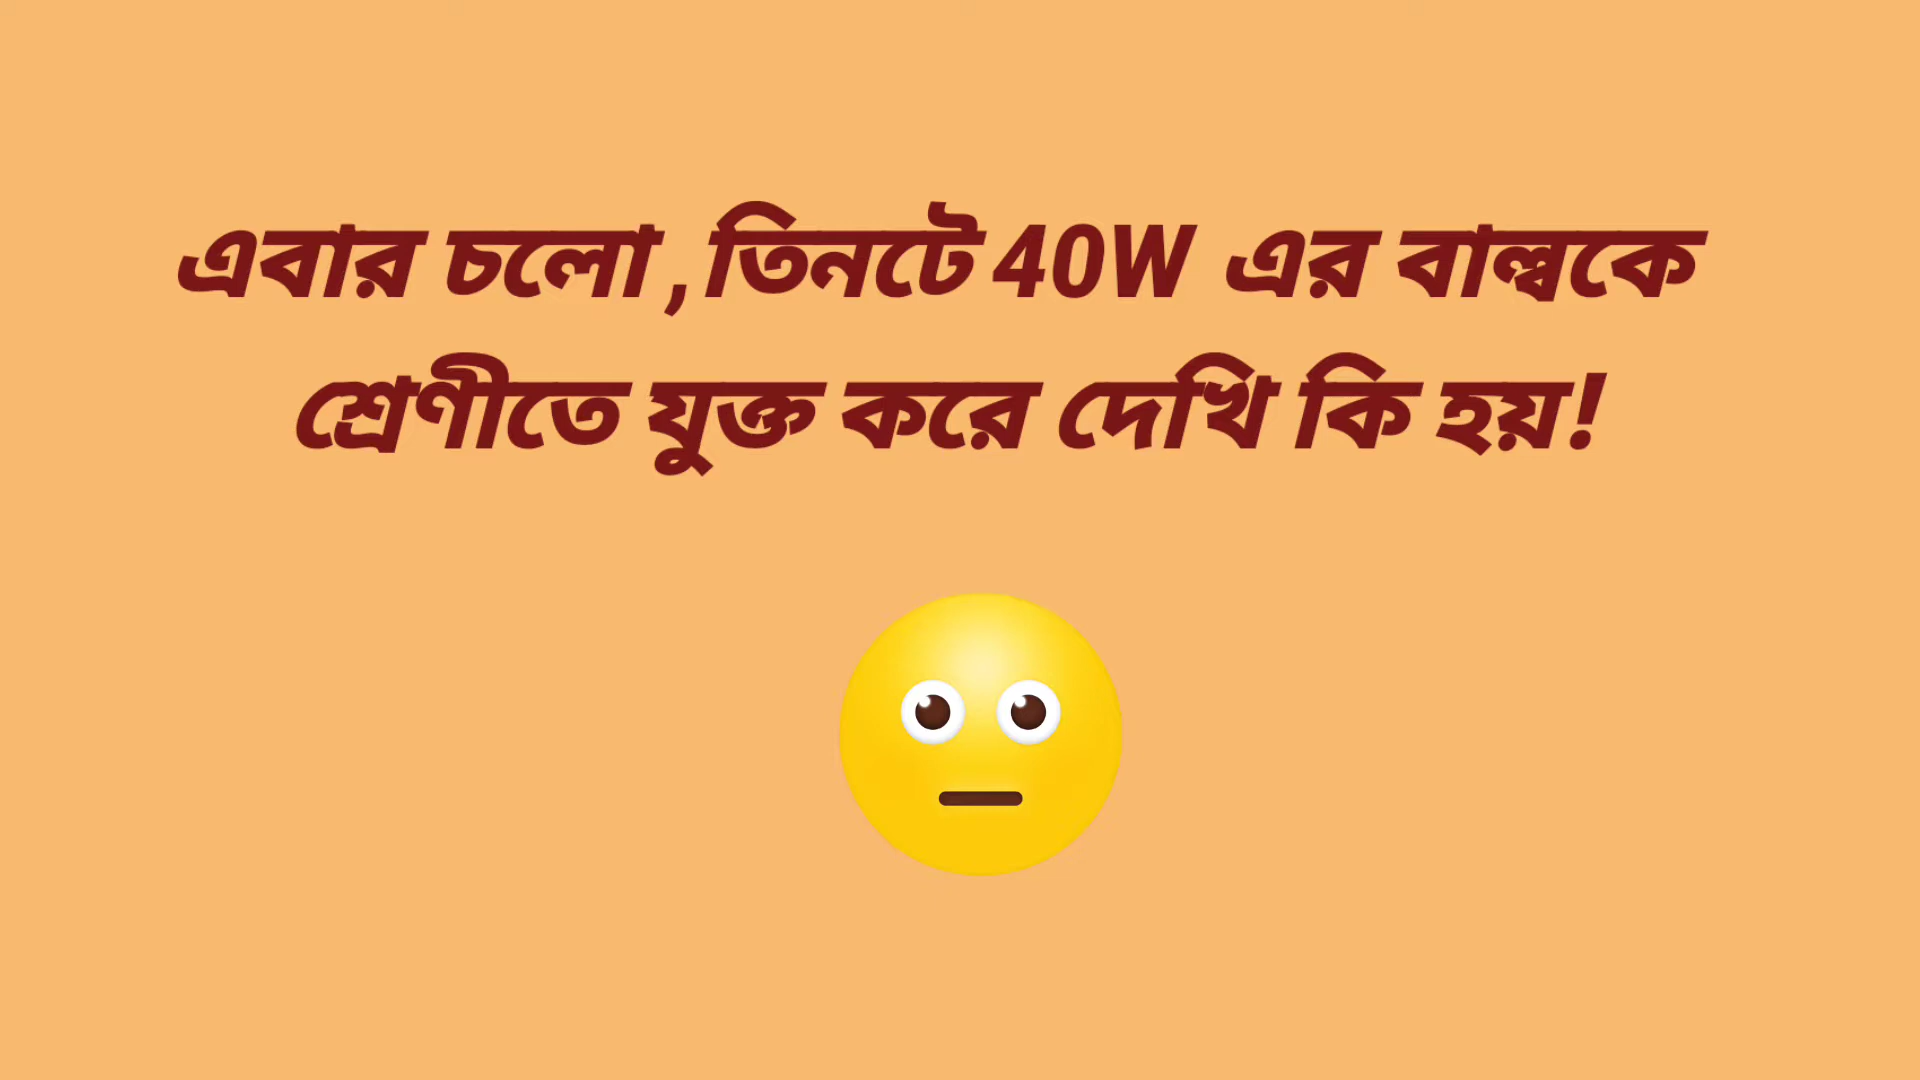 এবার চলো ,তিনটে 40W এর বাল্বকে
শ্রেণীতে যুক্ত করে দেখি কি হয়!